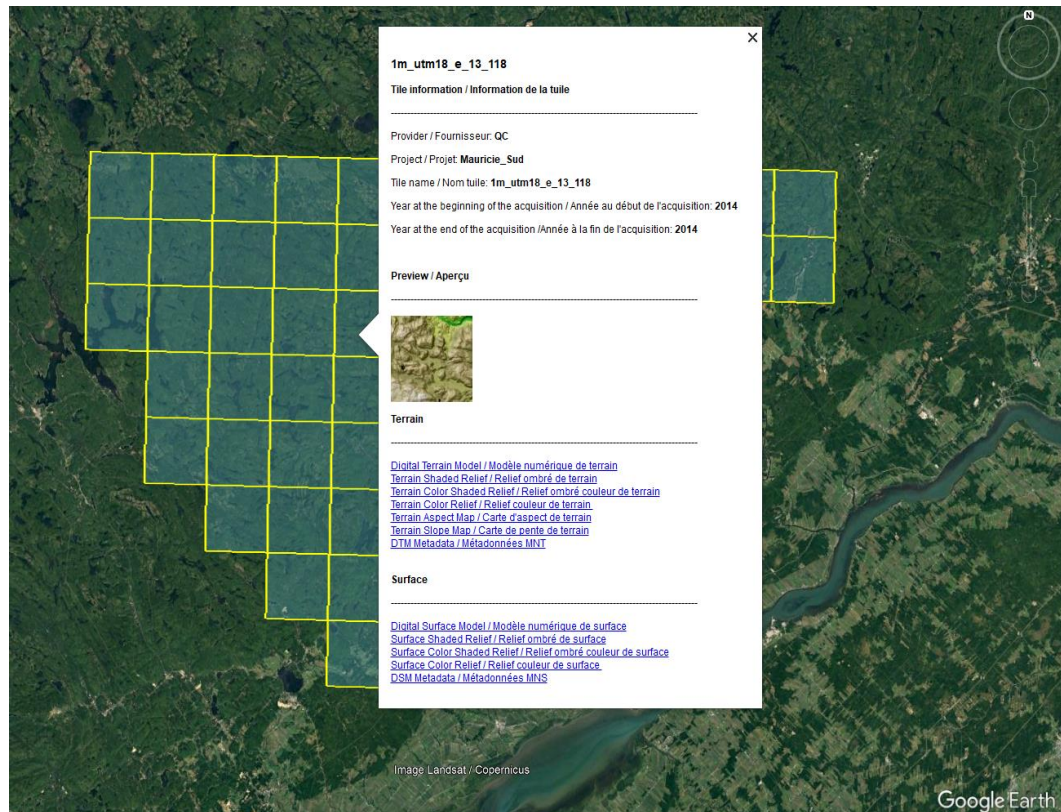 N
×
1m_utm18_e_13_118
Tile information / Information de la tuile
Provider / Fournisseur: QC
Project / Projet: Mauricie_Sud
Tile name / Nom tuile: 1m_utm18_e_13_118
Year at the beginning of the acquisition / Année au début de l'acquisition: 2014
Year at the end of the acquisition /Année à la fin de l'acquisition: 2014
Preview / Aperçu
Terrain
Digital Terrain Model / Modèle numérique de terrain
Terrain Shaded Relief / Relief ombré de terrain
Terrain Color Shaded Relief / Relief ombré couleur de terrain
Terrain Color Relief / Relief couleur de terrain
Terrain Aspect Map / Carte d'aspect de terrain
Terrain Slope Map / Carte de pente de terrain
DTM Metadata / Métadonnées MNT
Surface
Digital Surface Model / Modèle numérique de surface
Surface Shaded Relief / Relief ombré de surface
Surface Color Shaded Relief / Relief ombré couleur de surface
Surface Color Relief / Relief couleur de surface
DSM Metadata / Métadonnées MNS
Image Landsat / Copernicus
Google Earth